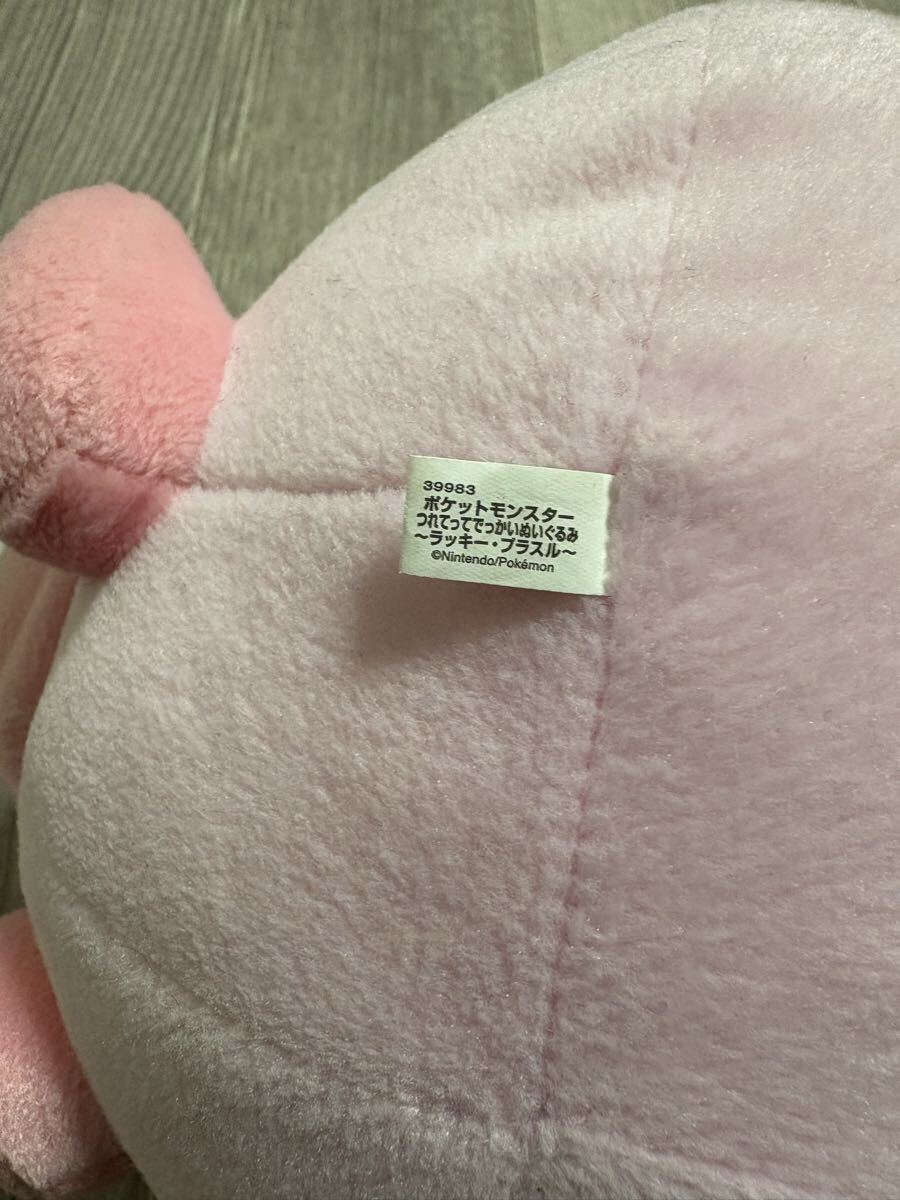 39983
ポケットモンスター
つれてってでっかいぬいぐるみ
～ラッキー・プラスル～
©Nintendo/Pokémon